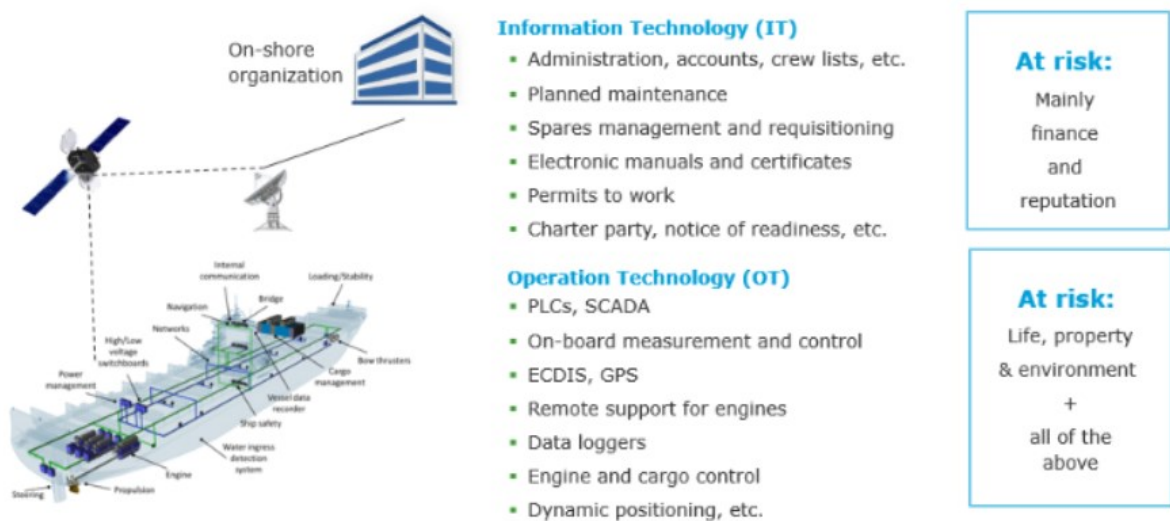 On-shore
organization
Information Technology (IT)
▪ Administration, accounts, crew lists, etc.
▪ Planned maintenance
▪ Spares management and requisitioning
▪ Electronic manuals and certificates
▪ Permits to work
▪ Charter party, notice of readiness, etc.
At risk:
Mainly
finance
and
reputation
Operation Technology (OT)
▪ PLCs, SCADA
▪ On-board measurement and control
▪ ECDIS, GPS
▪ Remote support for engines
▪ Data loggers
▪ Engine and cargo control
▪ Dynamic positioning, etc.
At risk:
Life, property
& environment
+
all of the
above
Internal
communication
Loading/Stability
Navigation
Bridge
Networks
High/Low
voltage
switchboards
Power
management
Bow thrusters
Cargo
management
Vessel data
recorder
Ship safety
Water ingress
detection
system
Engine
Propulsion
Steering